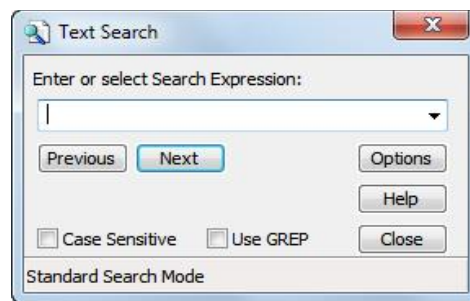 Text Search
Enter or select Search Expression:
Previous Next Options
Help
Case Sensitive Use GREP Close
Standard Search Mode